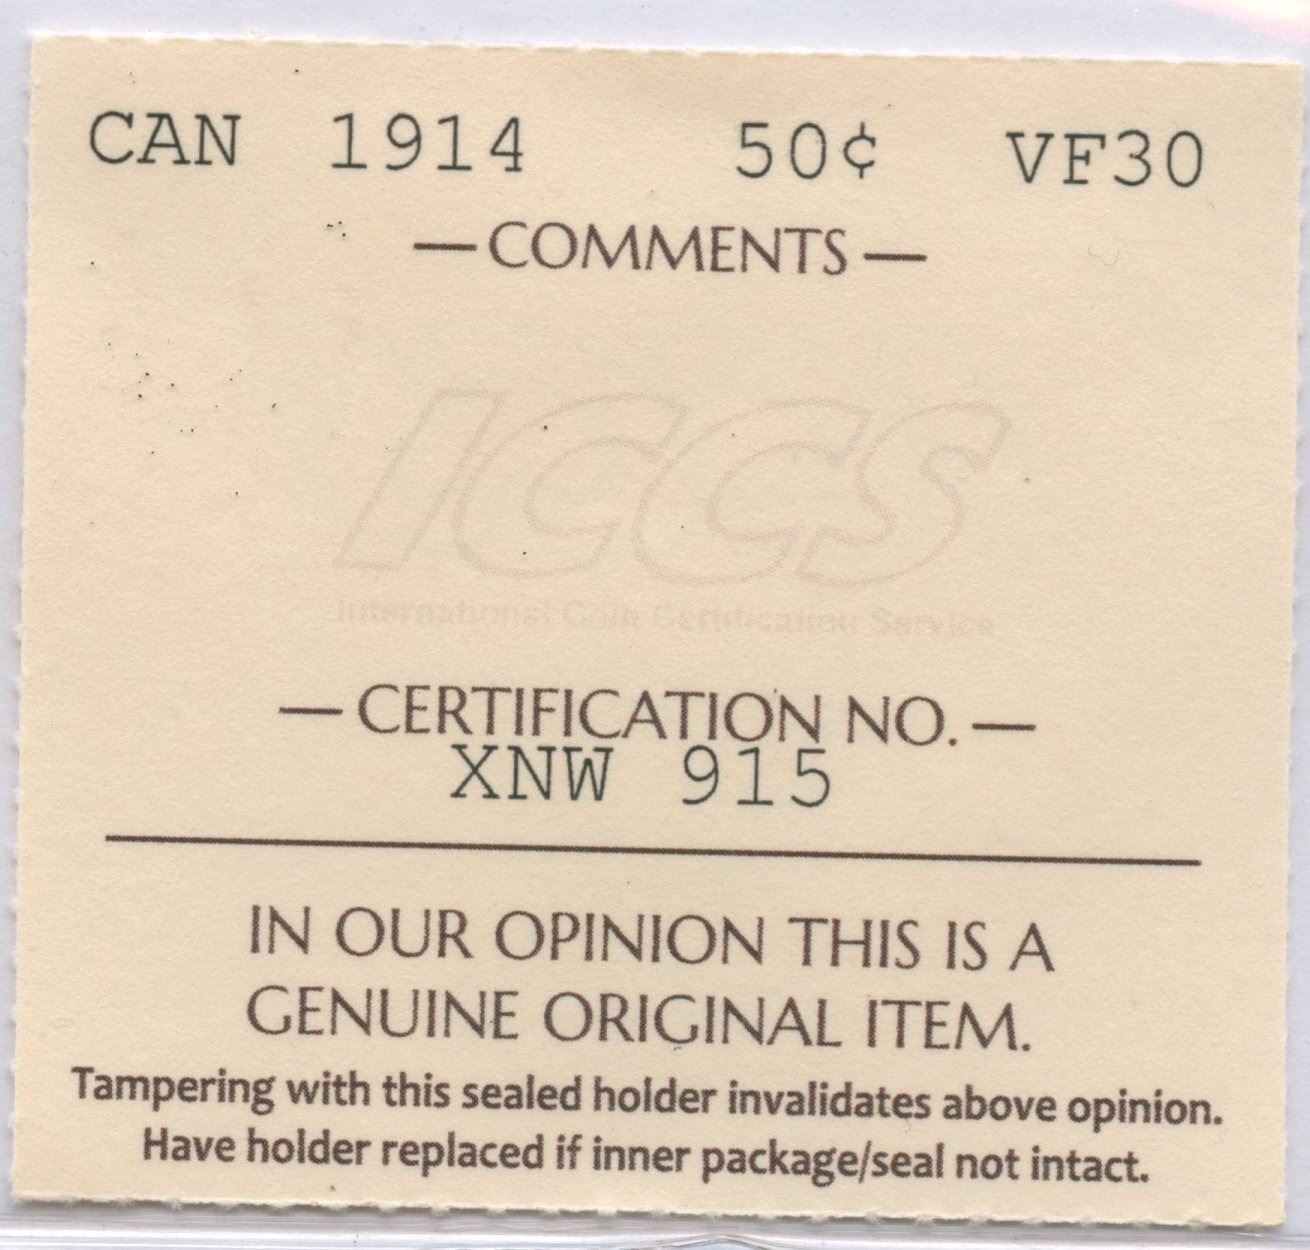 CAN 1914 50¢ VF30
—COMMENTS—
ICCS
International Coin Certification Service
—CERTIFICATION NO.—
XNW 915
IN OUR OPINION THIS IS A
GENUINE ORIGINAL ITEM.
Tampering with this sealed holder invalidates above opinion.
Have holder replaced if inner package/seal not intact.